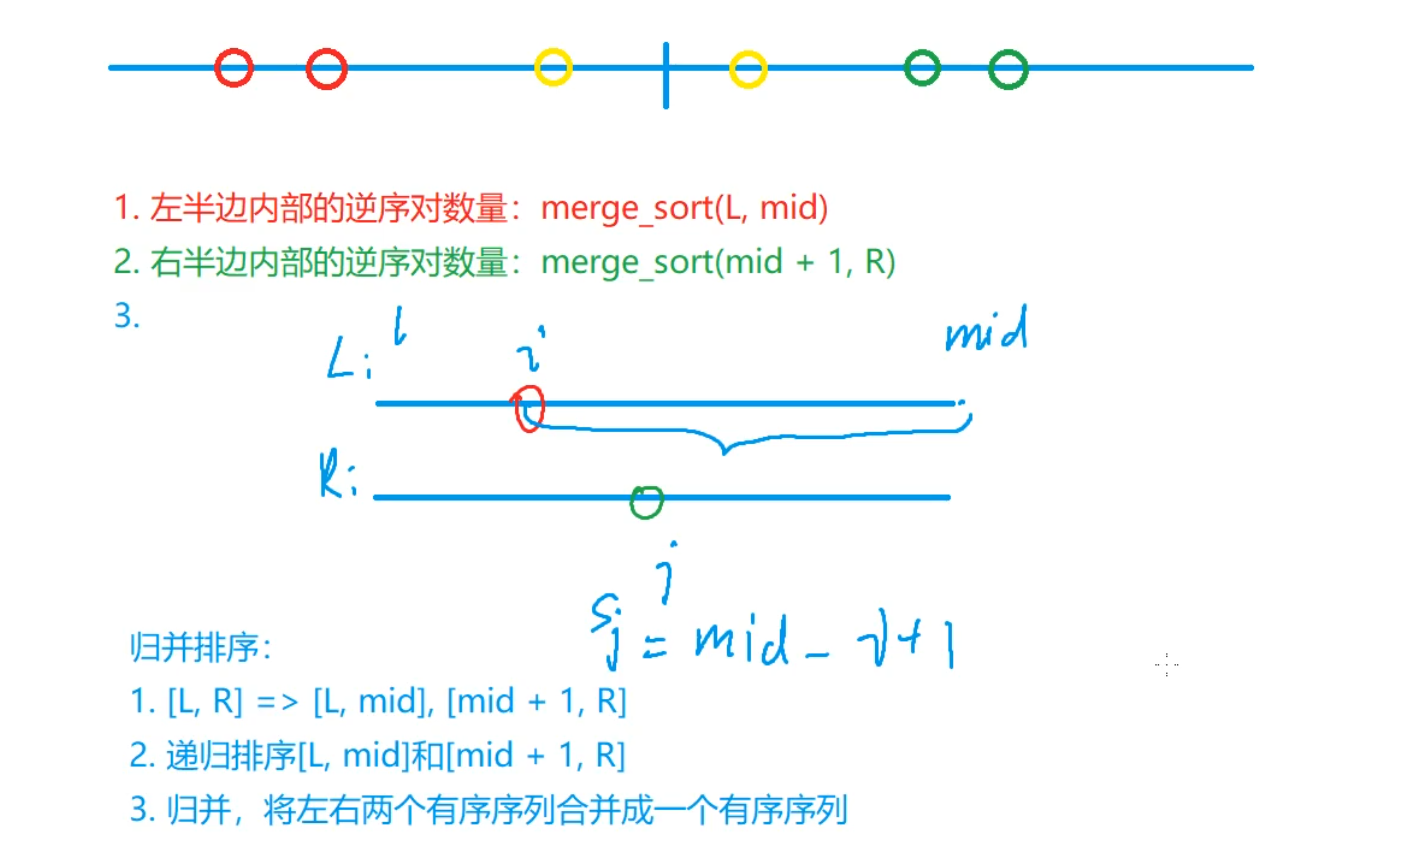 1. 左半边内部的逆序对数量：merge_sort(L, mid)
2. 右半边内部的逆序对数量：merge_sort(mid + 1, R)
3.
l
i
mid
Li
Ri
j
Sj = mid - i + 1
归并排序：
1. [L, R] => [L, mid], [mid + 1, R]
2. 递归排序[L, mid]和[mid + 1, R]
3. 归并，将左右两个有序序列合并成一个有序序列